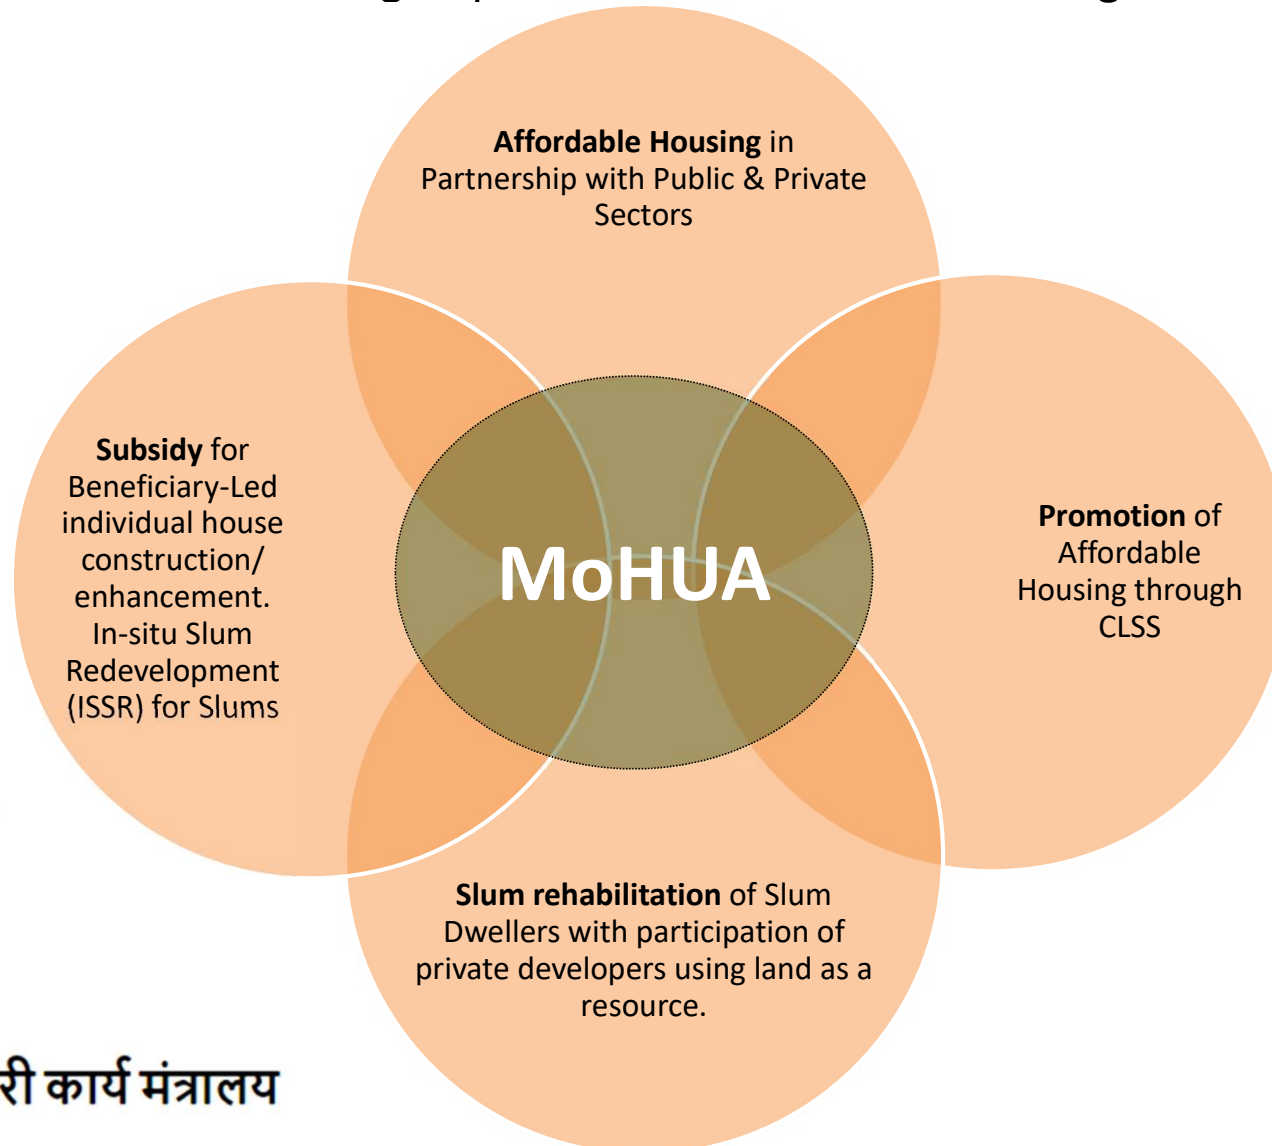 Affordable Housing in
Partnership with Public & Private
Sectors
Subsidy for
Beneficiary-Led
individual house
construction/
enhancement.
In-situ Slum
Redevelopment
(ISSR) for Slums
MoHUA
Promotion of
Affordable
Housing through
CLSS
Slum rehabilitation of Slum
Dwellers with participation of
private developers using land as a
resource.
री कार्य मंत्रालय